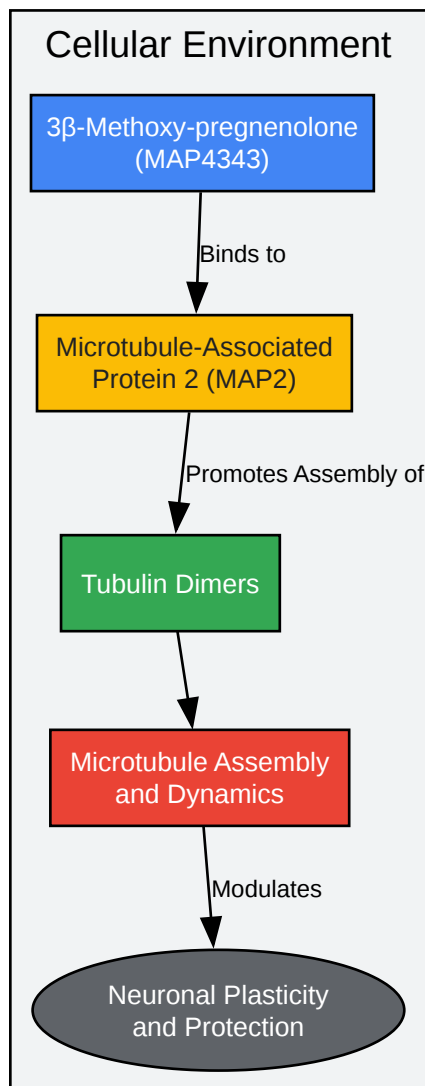 Cellular Environment
3β-Methoxy-pregnenolone
(MAP4343)
Binds to
Microtubule-Associated
Protein 2 (MAP2)
Promotes Assembly of
Tubulin Dimers
Microtubule Assembly
and Dynamics
Modulates
Neuronal Plasticity
and Protection